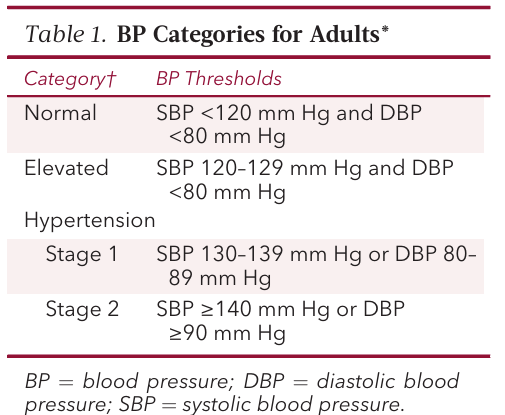 Table 1. BP Categories for Adults*
Category† BP Thresholds
Normal SBP <120 mm Hg and DBP
<80 mm Hg
Elevated SBP 120–129 mm Hg and DBP
<80 mm Hg
Hypertension
Stage 1 SBP 130–139 mm Hg or DBP 80–
89 mm Hg
Stage 2 SBP ≥140 mm Hg or DBP
≥90 mm Hg
BP = blood pressure; DBP = diastolic blood
pressure; SBP = systolic blood pressure.